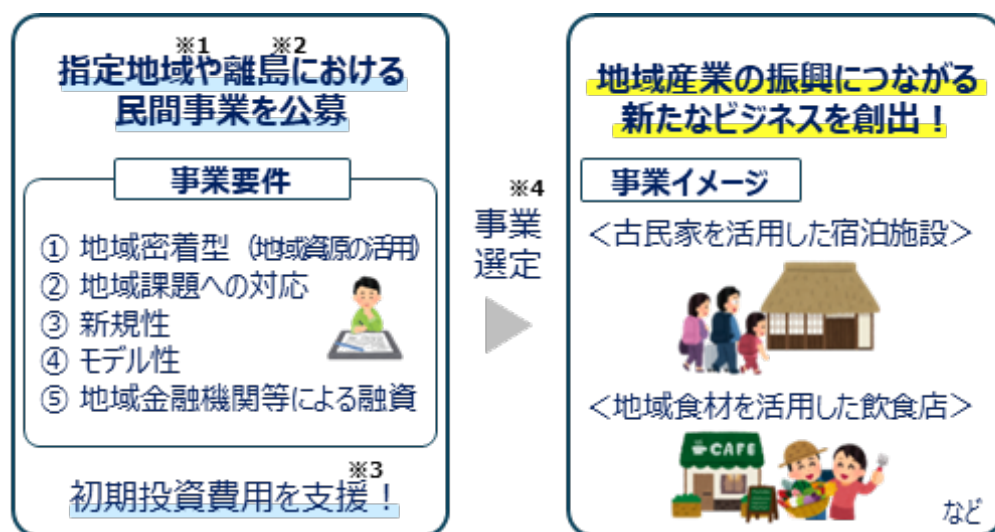 ※1 ※2
指定地域や離島における
民間事業を公募
事業要件
① 地域密着型（地域資源の活用）
② 地域課題への対応
③ 新規性
④ モデル性
⑤ 地域金融機関等による融資
※3
初期投資費用を支援！
※4
事業
選定
地域産業の振興につながる
新たなビジネスを創出！
事業イメージ
＜古民家を活用した宿泊施設＞
＜地域食材を活用した飲食店＞
CAFE
など